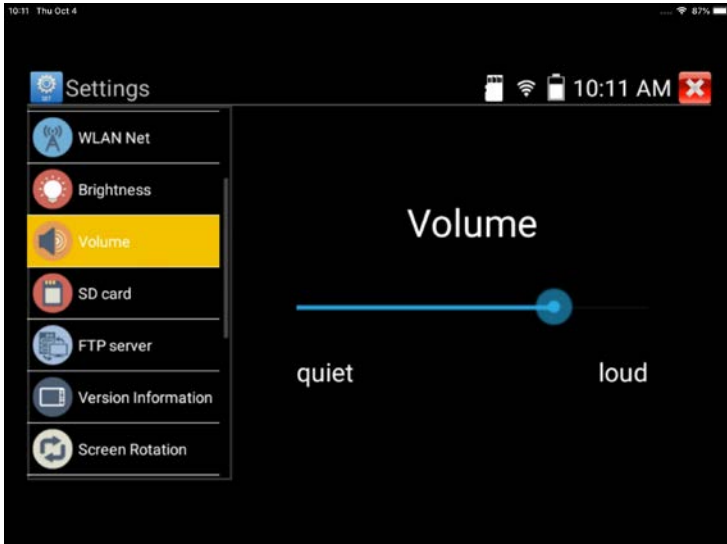 10:11 Thu Oct 4
87%
SET
Settings
10:11 AM
WLAN Net
Brightness
Volume
SD card
FTP server
Version Information
Screen Rotation
Volume
quiet
loud